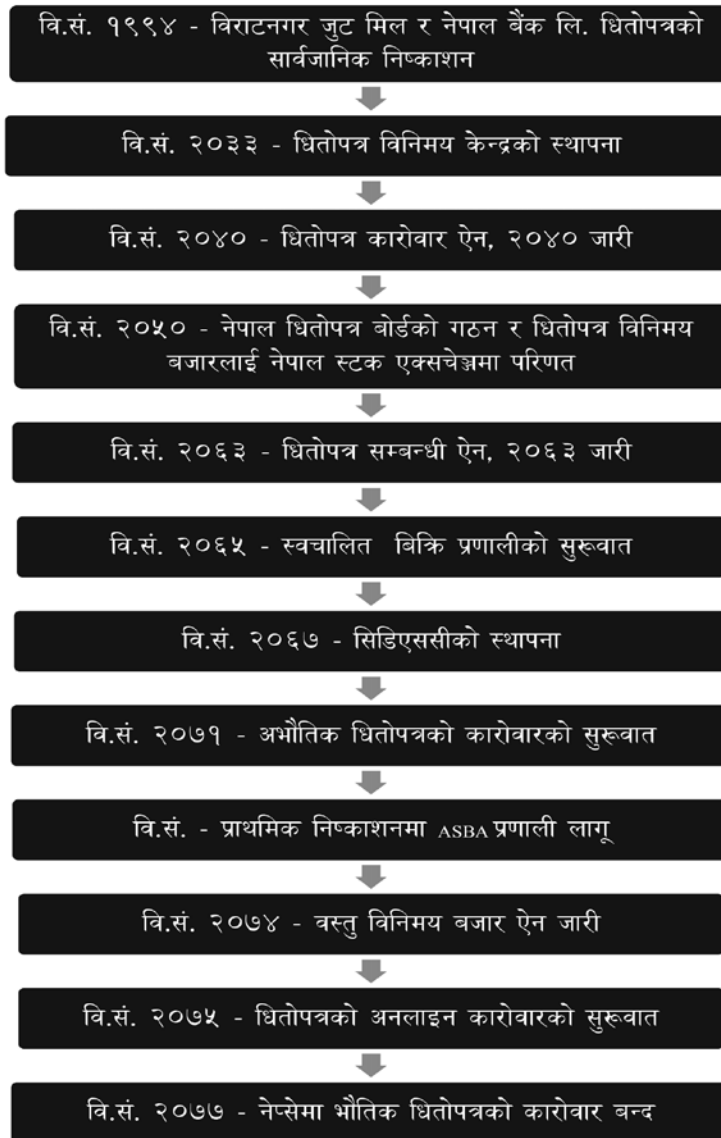 वि.सं. १९९४ - विराटनगर जुट मिल र नेपाल बैंक लि. धितोपत्रको
सार्वजानिक निष्काशन
वि.सं. २०३३ - धितोपत्र विनिमय केन्द्रको स्थापना
वि.सं. २०४० - धितोपत्र कारोवार ऐन, २०४० जारी
वि.सं. २०५० - नेपाल धितोपत्र बोर्डको गठन र धितोपत्र विनिमय
बजारलाई नेपाल स्टक एक्सचेञ्जमा परिणत
वि.सं. २०६३ - धितोपत्र सम्बन्धी ऐन, २०६३ जारी
वि.सं. २०६५ - स्वचालित बिक्रि प्रणालीको सुरूवात
वि.सं. २०६७ - सिडिएससीको स्थापना
वि.सं. २०७१ - अभौतिक धितोपत्रको कारोवारको सुरूवात
वि.सं. - प्राथमिक निष्काशनमा ASBA प्रणाली लागू
वि.सं. २०७४ - वस्तु विनिमय बजार ऐन जारी
वि.सं. २०७५ - धितोपत्रको अनलाइन कारोवारको सुरूवात
वि.सं. २०७७ - नेप्सेमा भौतिक धितोपत्रको कारोवार बन्द